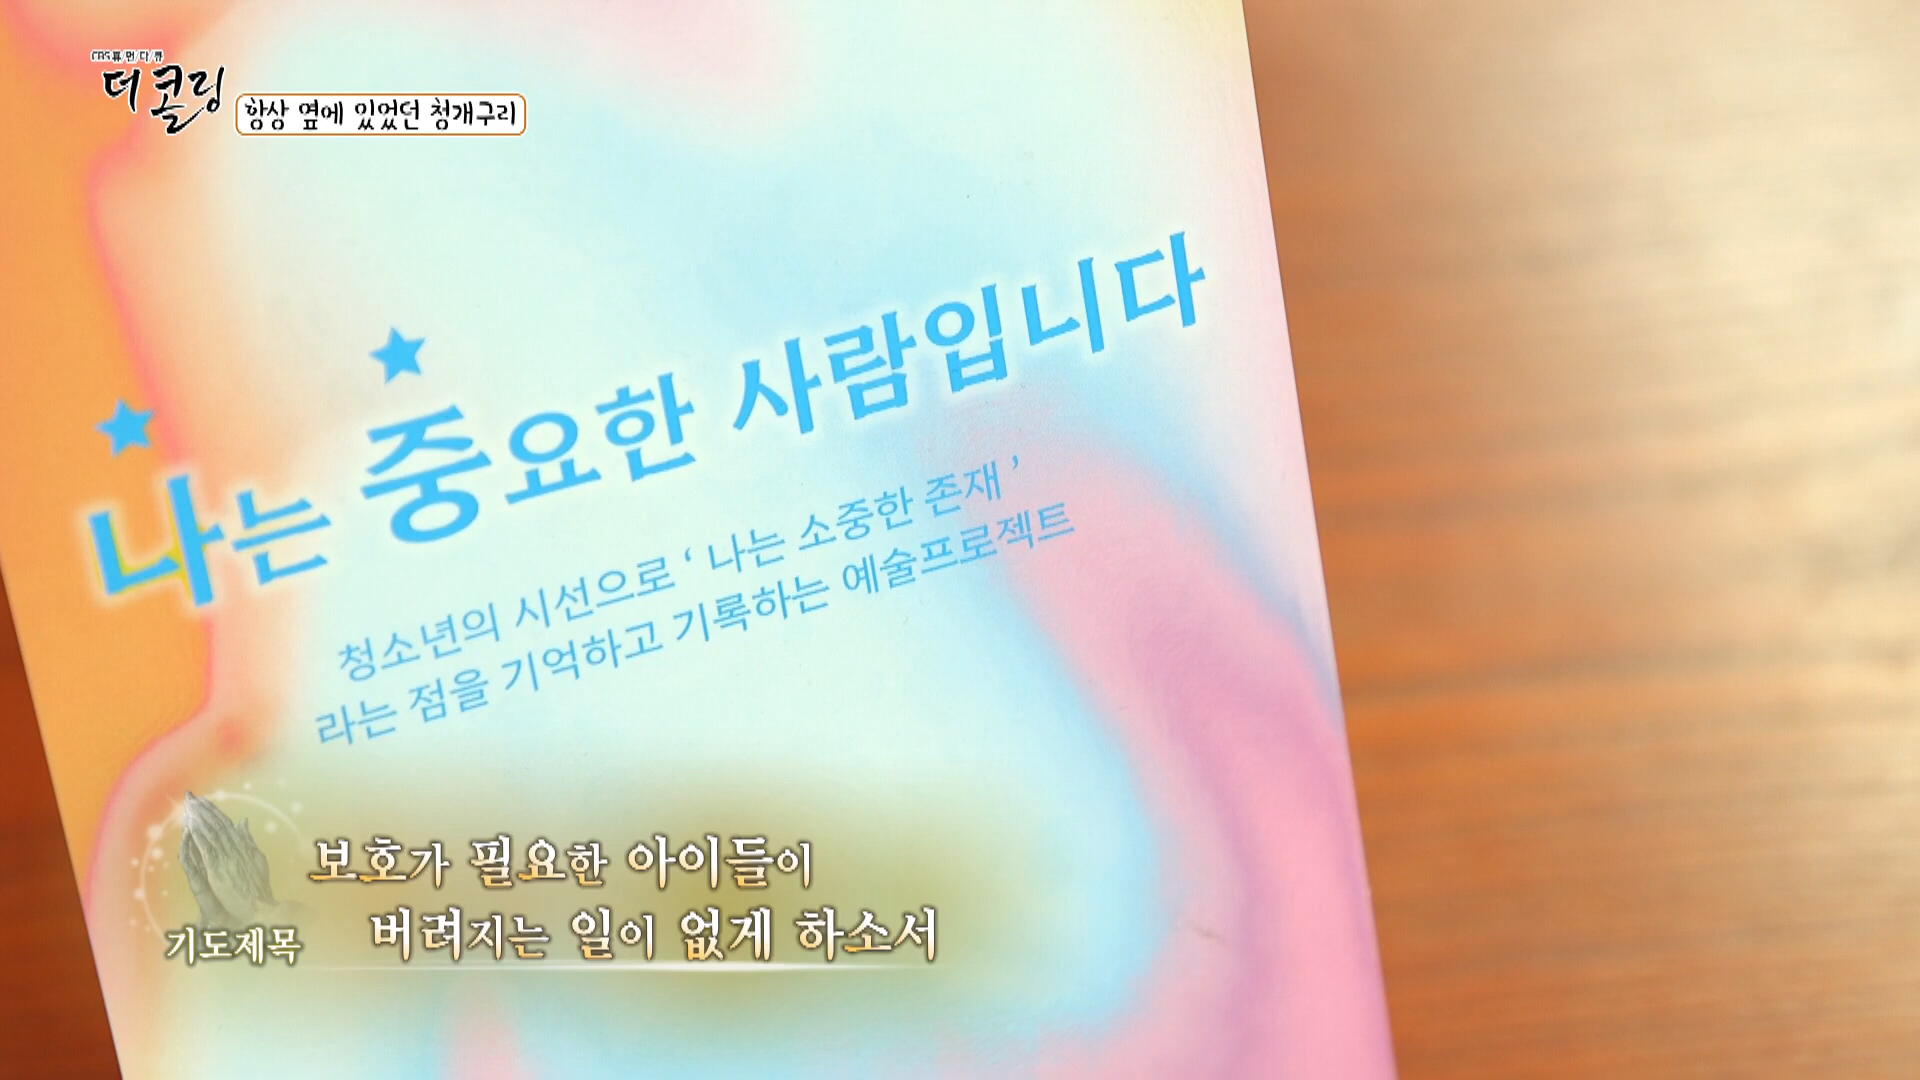 CBS휴/먼/다/큐
더 콜링
항상 옆에 있었던 청개구리
나는 중요한 사람입니다
청소년의 시선으로 ‘ 나는 소중한 존재 ’
라는 점을 기억하고 기록하는 예술프로젝트
보호가 필요한 아이들이
버려지는 일이 없게 하소서
기도제목